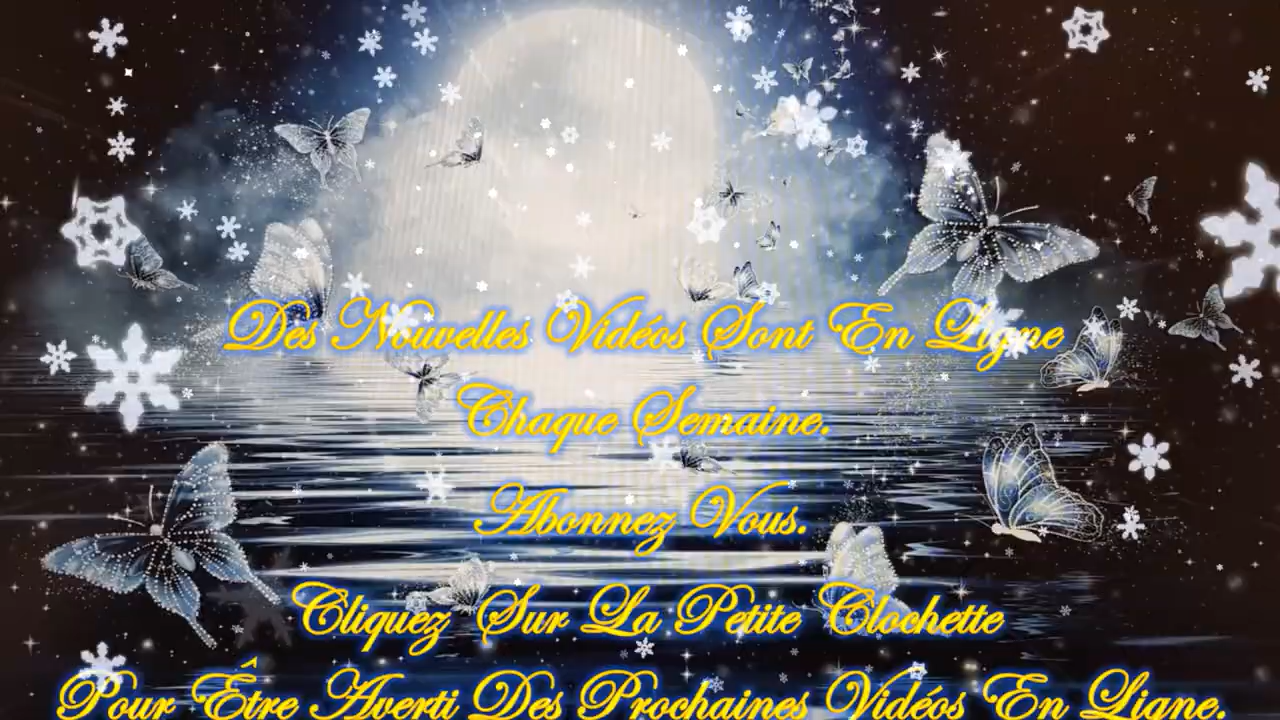 Des Nouvelles Vidéos Sont En Ligne
Chaque Semaine.
Abonnez Vous.
Cliquez Sur La Petite Clochette
Pour Être Averti Des Prochaines Vidéos En Ligne.